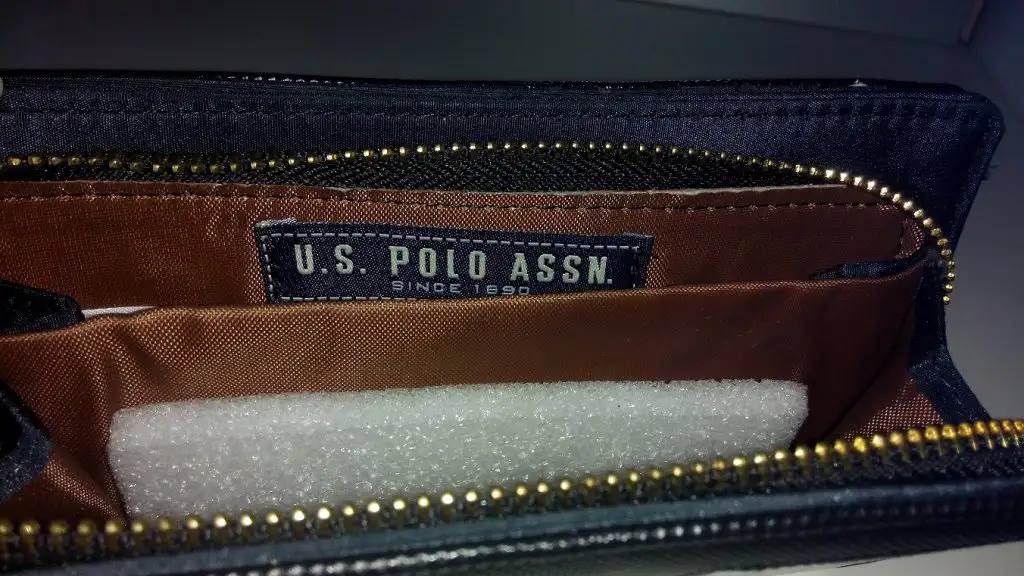 U.S. POLO ASSN.
SINCE 1890